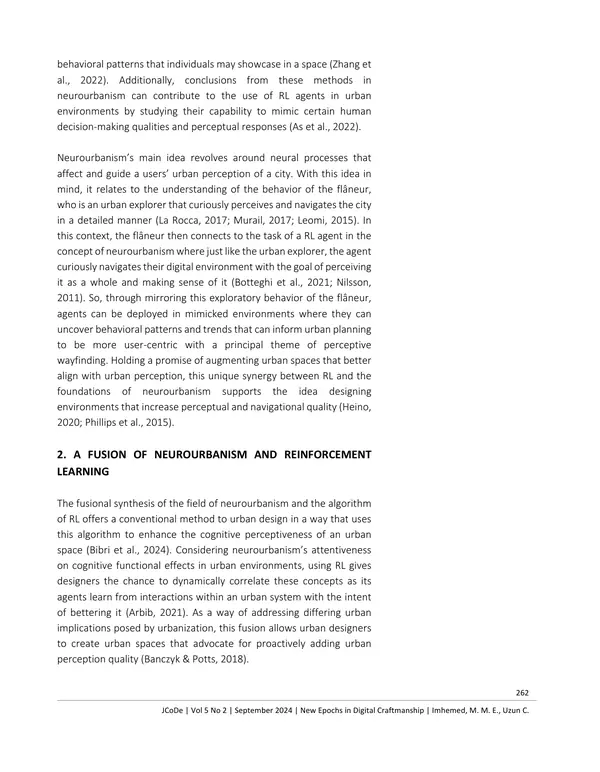 behavioral patterns that individuals may showcase in a space (Zhang et
al., 2022). Additionally, conclusions from these methods in
neurourbanism can contribute to the use of RL agents in urban
environments by studying their capability to mimic certain human
decision-making qualities and perceptual responses (As et al., 2022).
Neurourbanism’s main idea revolves around neural processes that
affect and guide a users’ urban perception of a city. With this idea in
mind, it relates to the understanding of the behavior of the flâneur,
who is an urban explorer that curiously perceives and navigates the city
in a detailed manner (La Rocca, 2017; Murail, 2017; Leomi, 2015). In
this context, the flâneur then connects to the task of a RL agent in the
concept of neurourbanism where just like the urban explorer, the agent
curiously navigates their digital environment with the goal of perceiving
it as a whole and making sense of it (Botteghi et al., 2021; Nilsson,
2011). So, through mirroring this exploratory behavior of the flâneur,
agents can be deployed in mimicked environments where they can
uncover behavioral patterns and trends that can inform urban planning
to be more user-centric with a principal theme of perceptive
wayfinding. Holding a promise of augmenting urban spaces that better
align with urban perception, this unique synergy between RL and the
foundations of neurourbanism supports the idea designing
environments that increase perceptual and navigational quality (Heino,
2020; Phillips et al., 2015).
2. A FUSION OF NEUROURBANISM AND REINFORCEMENT
LEARNING
The fusional synthesis of the field of neurourbanism and the algorithm
of RL offers a conventional method to urban design in a way that uses
this algorithm to enhance the cognitive perceptiveness of an urban
space (Bibri et al., 2024). Considering neurourbanism’s attentiveness
on cognitive functional effects in urban environments, using RL gives
designers the chance to dynamically correlate these concepts as its
agents learn from interactions within an urban system with the intent
of bettering it (Arbib, 2021). As a way of addressing differing urban
implications posed by urbanization, this fusion allows urban designers
to create urban spaces that advocate for proactively adding urban
perception quality (Banczyk & Potts, 2018).
262
JCoDe | Vol 5 No 2 | September 2024 | New Epochs in Digital Craftmanship | Imhemed, M. M. E., Uzun C.